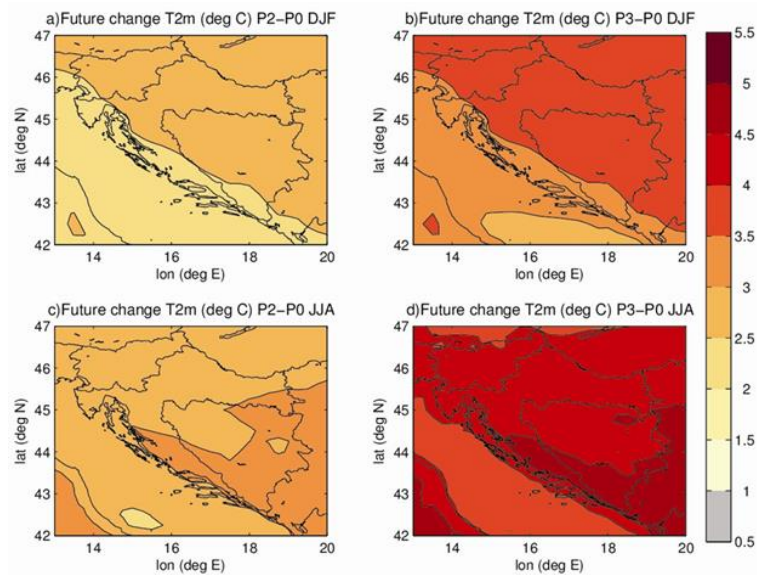 a)Future change T2m (deg C) P2−P0 DJF
47
46
45
44
43
42
lat (deg N)
14 16 18 20
lon (deg E)
b)Future change T2m (deg C) P3−P0 DJF
47
46
45
44
43
42
lat (deg N)
14 16 18 20
lon (deg E)
c)Future change T2m (deg C) P2−P0 JJA
47
46
45
44
43
42
lat (deg N)
14 16 18 20
lon (deg E)
d)Future change T2m (deg C) P3−P0 JJA
47
46
45
44
43
42
lat (deg N)
14 16 18 20
lon (deg E)
5.5
5
4.5
4
3.5
3
2.5
2
1.5
1
0.5